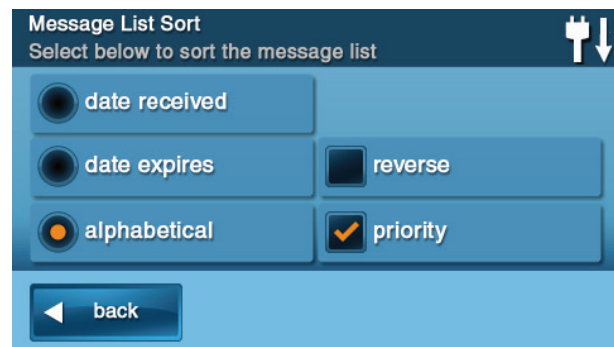 Message List Sort
Select below to sort the message list
date received
date expires
reverse
alphabetical
priority
back